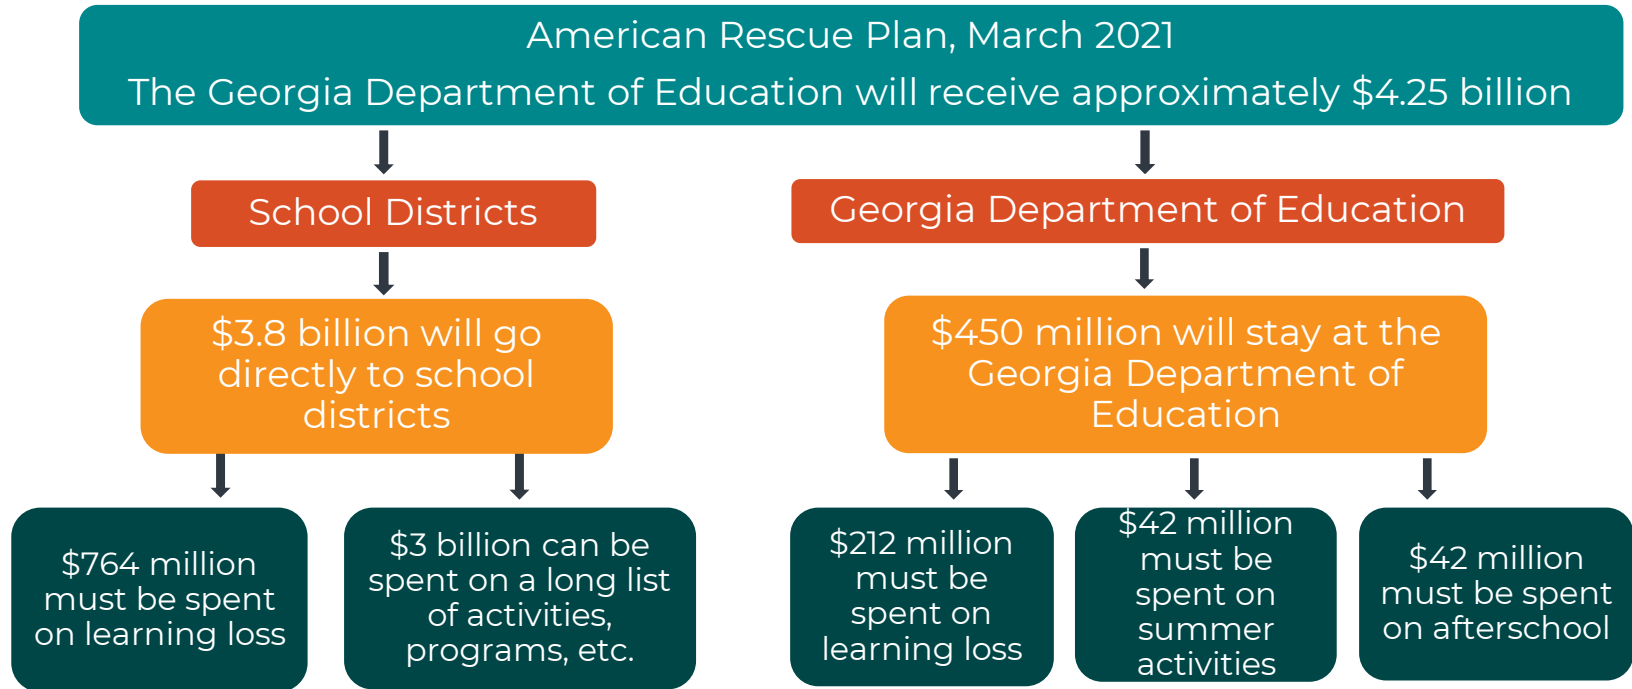 American Rescue Plan, March 2021
The Georgia Department of Education will receive approximately $4.25 billion
School Districts
Georgia Department of Education
$3.8 billion will go
directly to school
districts
$450 million will stay at the
Georgia Department of
Education
$764 million
must be spent
on learning loss
$3 billion can be
spent on a long list
of activities,
programs, etc.
$212 million
must be
spent on
learning loss
$42 million
must be
spent on
summer
activities
$42 million
must be spent
on afterschool